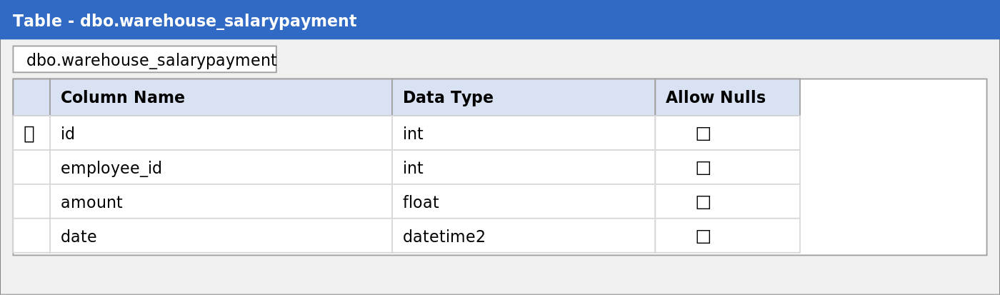 Table - dbo.warehouse_salarypayment
dbo.warehouse_salarypayment
Column Name Data Type Allow Nulls
id int
employee_id int
amount float
date datetime2